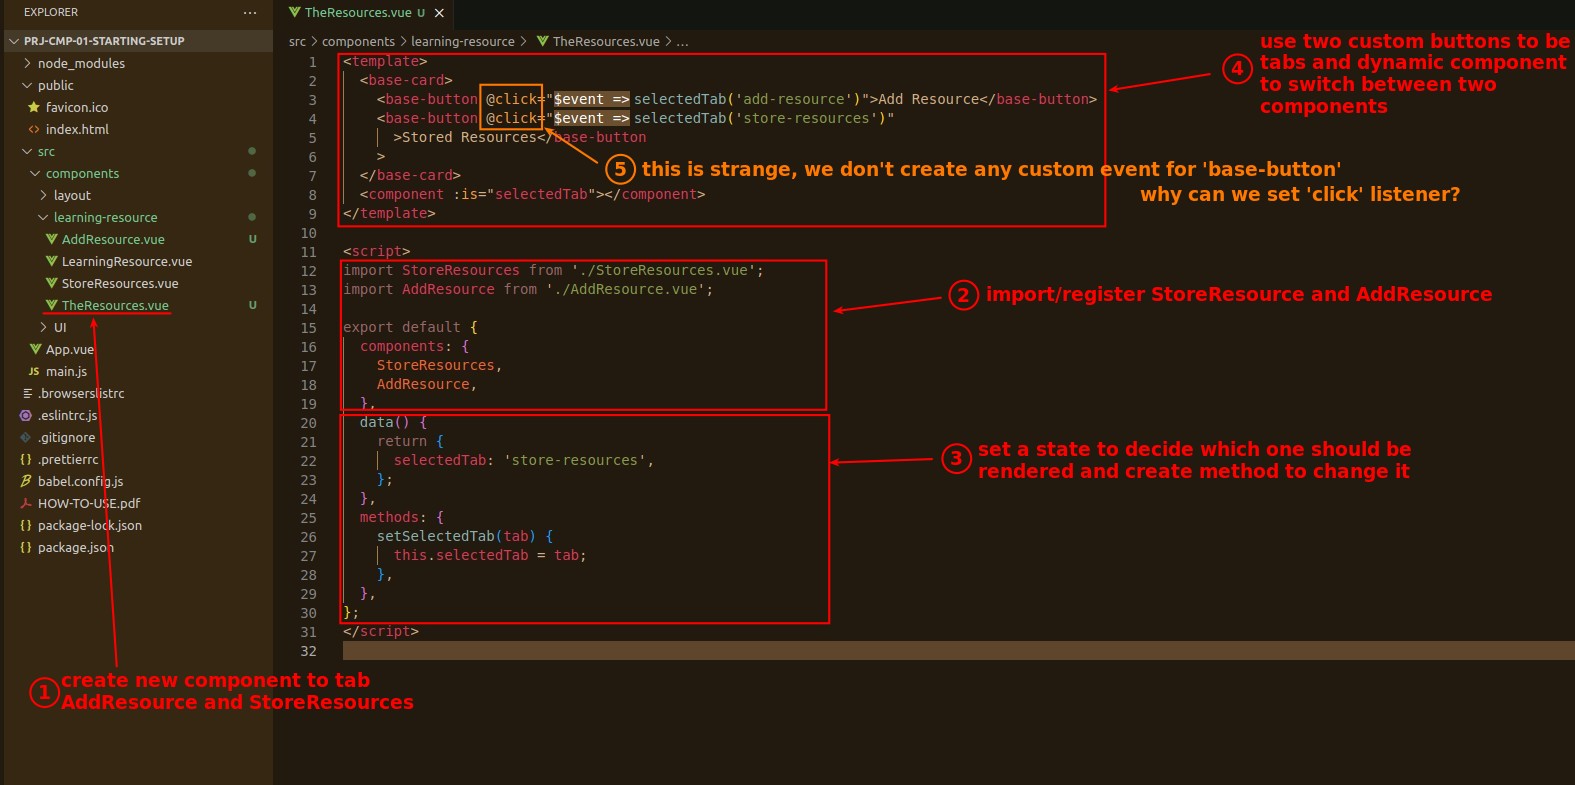 EXPLORER
···
PRJ-CMP-01-STARTING-SETUP
node_modules
public
favicon.ico
index.html
src
components
layout
learning-resource
AddResource.vue U
LearningResource.vue
StoreResources.vue
TheResources.vue U
UI
App.vue
JS main.js
.browserslistrc
.eslintrc.js
.gitignore
{} .prettierrc
babel.config.js
HOW-TO-USE.pdf
{} package-lock.json
{} package.json
① create new component to tab
AddResource and StoreResources
TheResources.vue U ×
src > components > learning-resource > TheResources.vue > ...
1 <template>
2 <base-card>
3 <base-button @click="$event => selectedTab('add-resource')">Add Resource</base-button>
4 <base-button @click="$event => selectedTab('store-resources')"
5 >Stored Resources</base-button
6 >
7 </base-card>
8 <component :is="selectedTab"></component>
9 </template>
10
11 <script>
12 import StoreResources from './StoreResources.vue';
13 import AddResource from './AddResource.vue';
14
15 export default {
16 components: {
17 StoreResources,
18 AddResource,
19 },
20 data() {
21 return {
22 selectedTab: 'store-resources',
23 };
24 },
25 methods: {
26 setSelectedTab(tab) {
27 this.selectedTab = tab;
28 },
29 },
30 };
31 </script>
32
④ use two custom buttons to be
tabs and dynamic component
to switch between two
components
⑤ this is strange, we don't create any custom event for 'base-button'
why can we set 'click' listener?
② import/register StoreResource and AddResource
③ set a state to decide which one should be
rendered and create method to change it